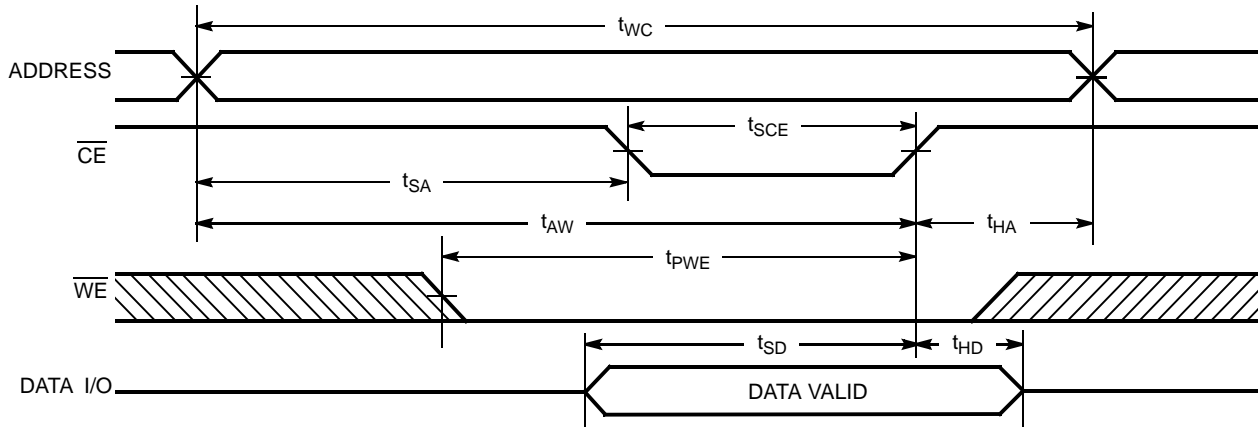 tWC
ADDRESS
tSCE
CE
tSA
tAW
tHA
tPWE
WE
tSD
tHD
DATA I/O
DATA VALID